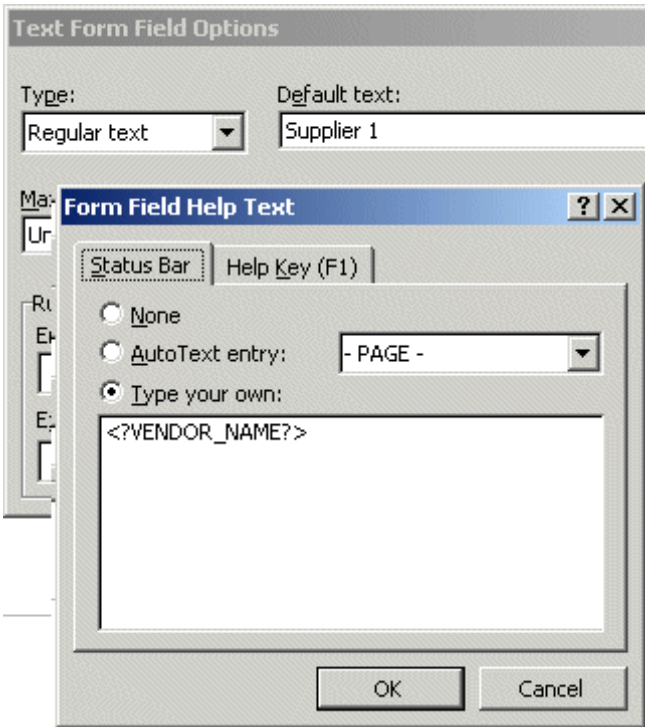 Text Form Field Options
Type:
Default text:
Regular text
Supplier 1
Form Field Help Text
Status Bar
Help Key (F1)
None
AutoText entry:
- PAGE -
Type your own:
<?VENDOR_NAME?>
OK
Cancel